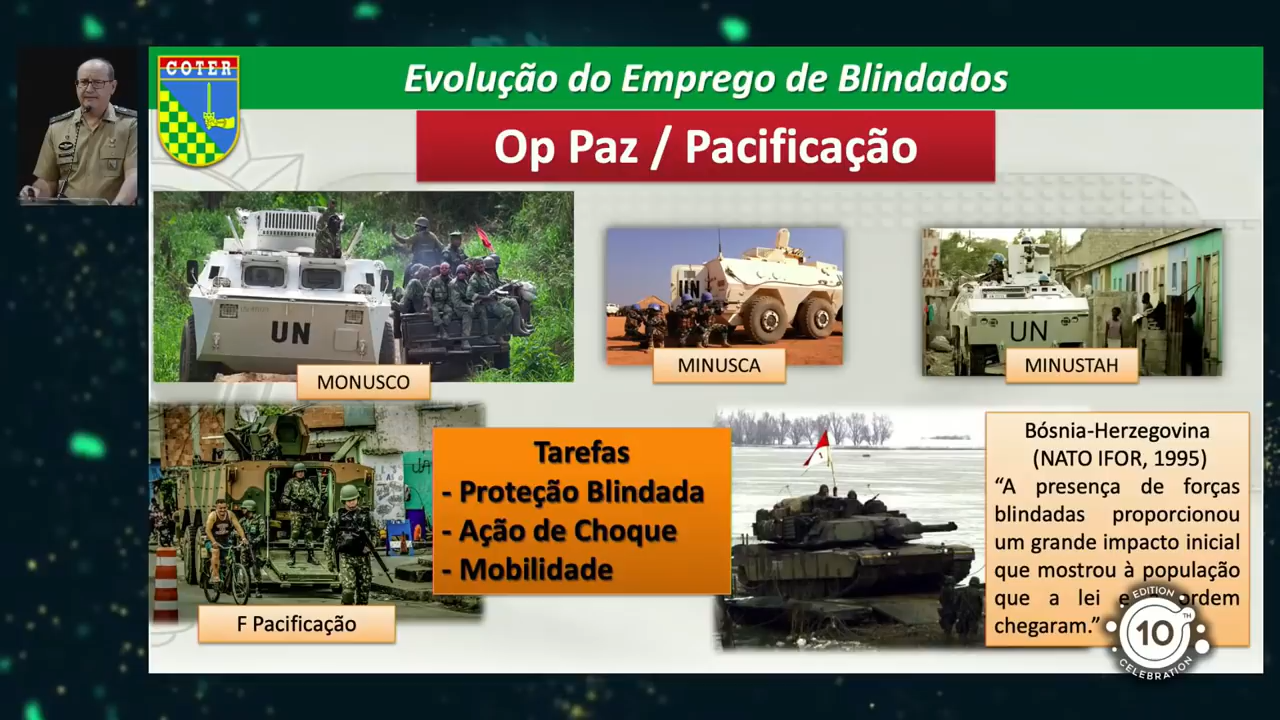 COTER
Evolução do Emprego de Blindados
Op Paz / Pacificação
UN
MONUSCO
UN
MINUSCA
UN
MINUSTAH
F Pacificação
Tarefas
- Proteção Blindada
- Ação de Choque
- Mobilidade
Bósnia-Herzegovina
(NATO IFOR, 1995)
“A presença de forças
blindadas proporcionou
um grande impacto inicial
que mostrou à população
que a lei e ordem
chegaram.”
EDITION
10TH
CELEBRATION